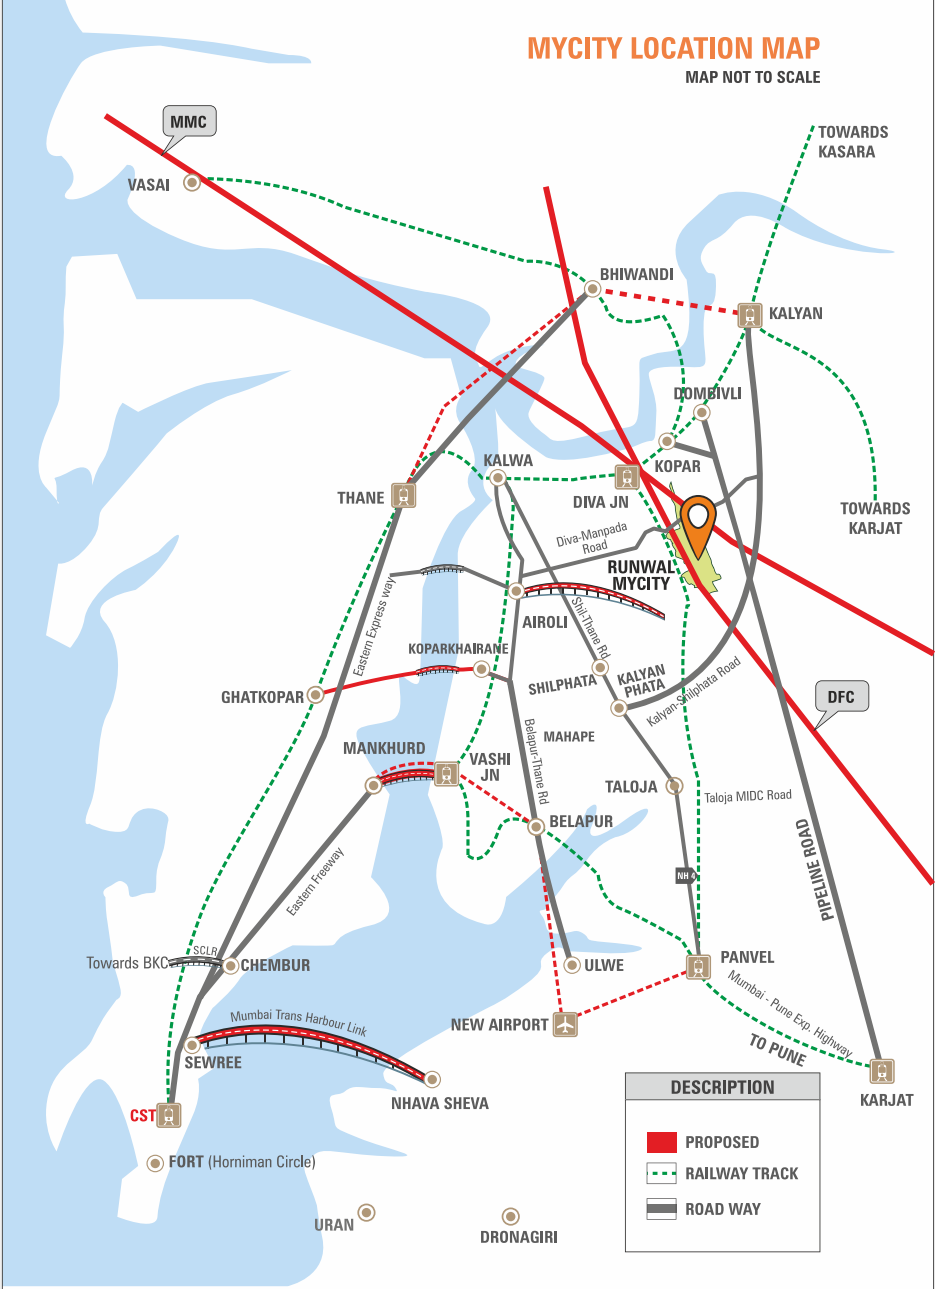 MYCITY LOCATION MAP
MAP NOT TO SCALE
MMC
TOWARDS
KASARA
VASAI
BHIWANDI
KALYAN
DOMBIVLI
KOPAR
KALWA
THANE
DIVA JN
TOWARDS
KARJAT
Diva-Manpada
Road
RUNWAL
MYCITY
Eastern Express way
AIROLI
Shil-Thane Rd
KOPARKHAIRANE
GHATKOPAR
SHILPHATA
KALYAN
PHATA
Kalyan-Shilphata Road
DFC
MANKHURD
VASHI
JN
Belapur-Thane Rd
MAHAPE
TALOJA
Taloja MIDC Road
BELAPUR
PIPELINE ROAD
Eastern Freeway
NH 4
SCLR
Towards BKC
CHEMBUR
ULWE
PANVEL
Mumbai - Pune Exp. Highway
TO PUNE
NEW AIRPORT
Mumbai Trans Harbour Link
SEWREE
NHAVA SHEVA
KARJAT
CST
FORT (Horniman Circle)
URAN
DRONAGIRI
DESCRIPTION
PROPOSED
RAILWAY TRACK
ROAD WAY